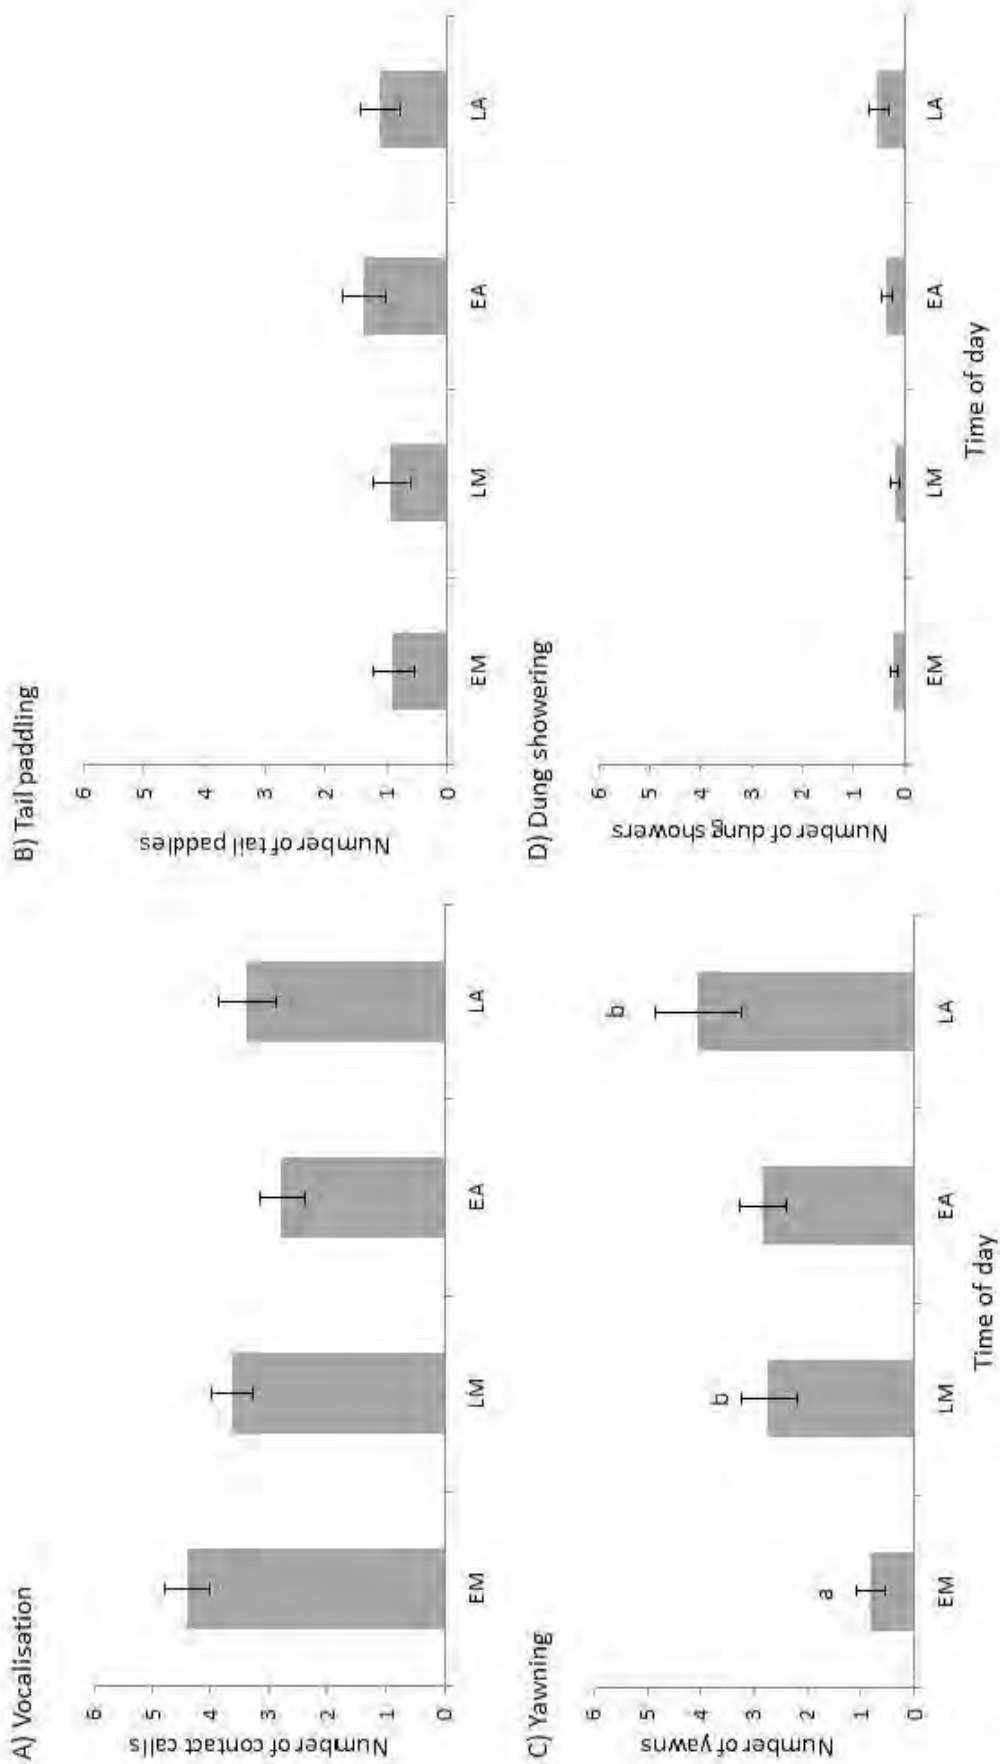 A) Vocalisation
Number of contact calls
6
5
4
3
2
1
0
EM
LM
EA
LA
B) Tail paddling
Number of tail paddles
6
5
4
3
2
1
0
EM
LM
EA
LA
C) Yawning
Number of yawns
6
5
4
3
2
1
0
a
b
b
EM
LM
EA
LA
Time of day
D) Dung showering
Number of dung showers
6
5
4
3
2
1
0
EM
LM
EA
LA
Time of day